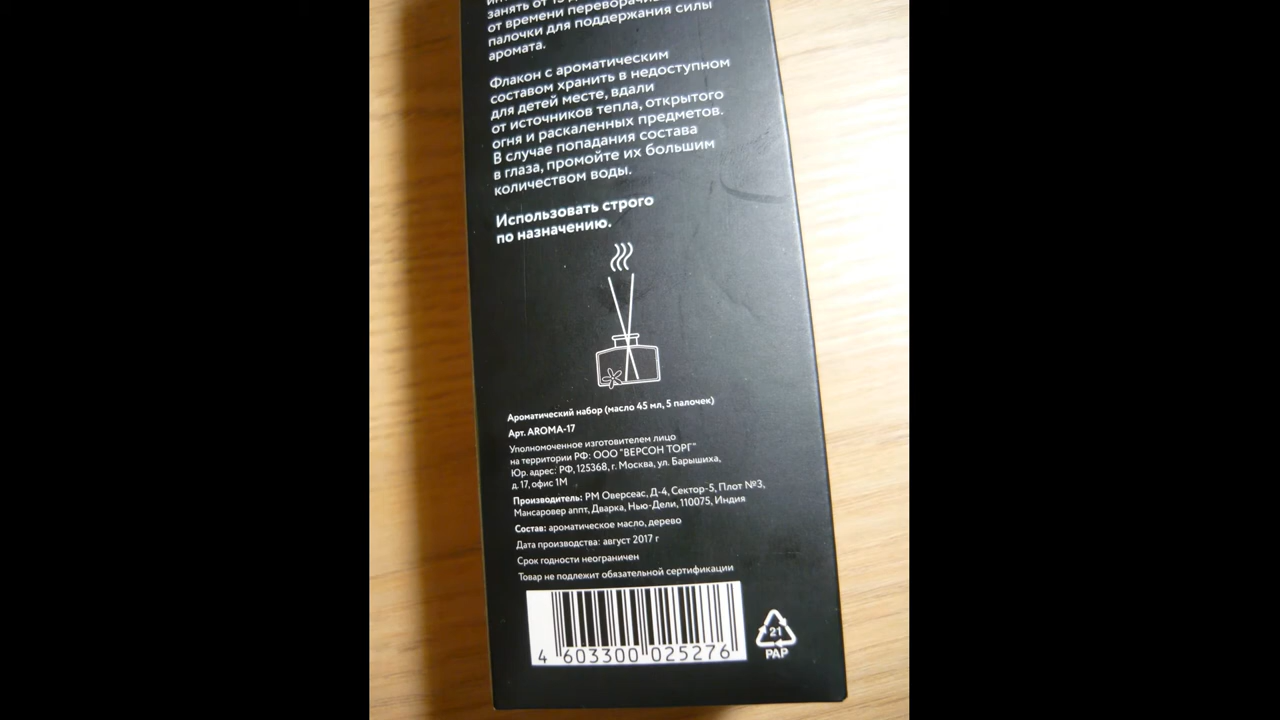 занять от 15
от времени переворачив
палочки для поддержания силы
аромата.
Флакон с ароматическим
составом хранить в недоступном
для детей месте, вдали
от источников тепла, открытого
огня и раскаленных предметов.
В случае попадания состава
в глаза, промойте их большим
количеством воды.
Использовать строго
по назначению.
Ароматический набор (масло 45 мл, 5 палочек)
Арт. AROMA-17
Уполномоченное изготовителем лицо
на территории РФ: ООО "ВЕРСОН ТОРГ"
Юр. адрес: РФ, 125368, г. Москва, ул. Барышиха,
д. 17, офис 1М
Производитель: РМ Оверсеас, Д-4, Сектор-5, Плот №3,
Мансаровер аппт, Дварка, Нью-Дели, 110075, Индия
Состав: ароматическое масло, дерево
Дата производства: август 2017 г
Срок годности неограничен
Товар не подлежит обязательной сертификации
4 603300 025276
21
PAP